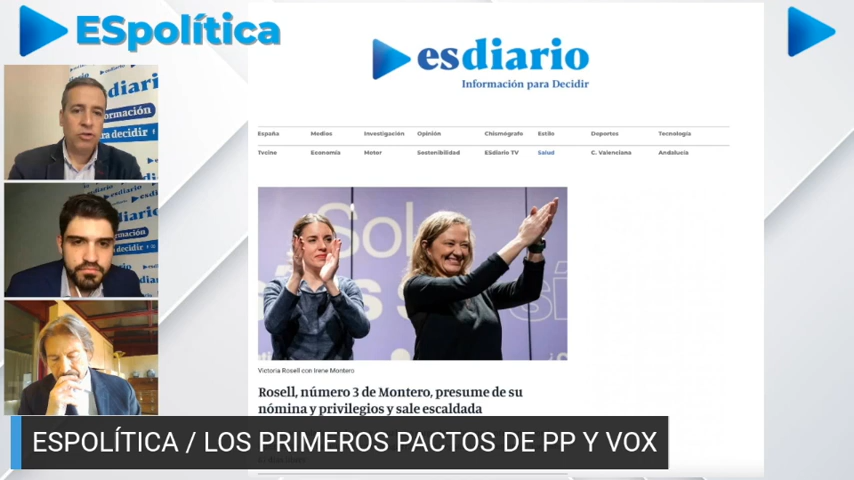 ESpolítica
esdiario
Información para Decidir
España Medios Investigación Opinión Chismógrafo Estilo Deportes Tecnología
Tvcine Economía Motor Sostenibilidad ESdiario TV Salud C. Valenciana Andalucía
Solo
Victoria Rosell con Irene Montero
Rosell, número 3 de Montero, presume de su
nómina y privilegios y sale escaldada
ESPOLÍTICA / LOS PRIMEROS PACTOS DE PP Y VOX